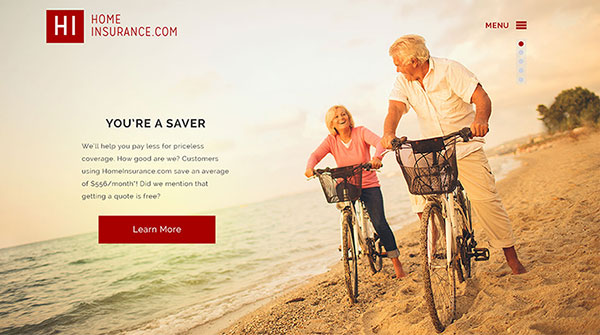 HI
HOME
INSURANCE.COM
MENU
YOU'RE A SAVER
We'll help you pay less for priceless
coverage. How good are we? Customers
using HomeInsurance.com save an average
of $556/month*! Did we mention that
getting a quote is free?
Learn More